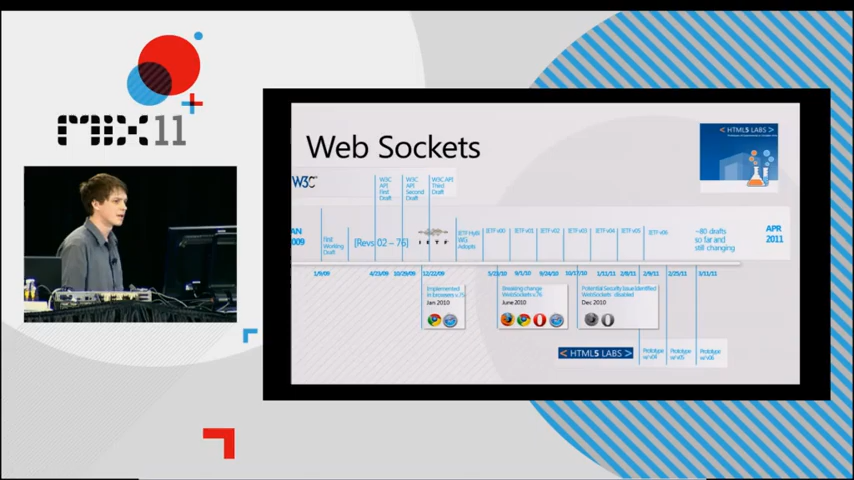 MIX11
Web Sockets
< HTML5 LABS >
W3C
W3C
API
First
Draft
W3C
API
Second
Draft
W3C API
Third
Draft
JAN
2009
First
Working
Draft
[Revs 02 – 76]
I E T F
IETF HyBi
WG
Adopts
IETF v00
IETF v01
IETF v02
IETF v03
IETF v04
IETF v05
IETF v06
~80 drafts
so far and
still changing
APR
2011
1/9/09
4/23/09
10/29/09
12/22/09
5/23/10
9/1/10
9/24/10
10/17/10
1/11/11
2/8/11
2/9/11
2/25/11
3/11/11
Implemented
in browsers v.75
Jan 2010
Breaking change
WebSockets v.76
June 2010
Potential Security Issue Identified
WebSockets disabled
Dec 2010
< HTML5 LABS >
Prototype
w/ v04
Prototype
w/ v05
Prototype
w/ v06